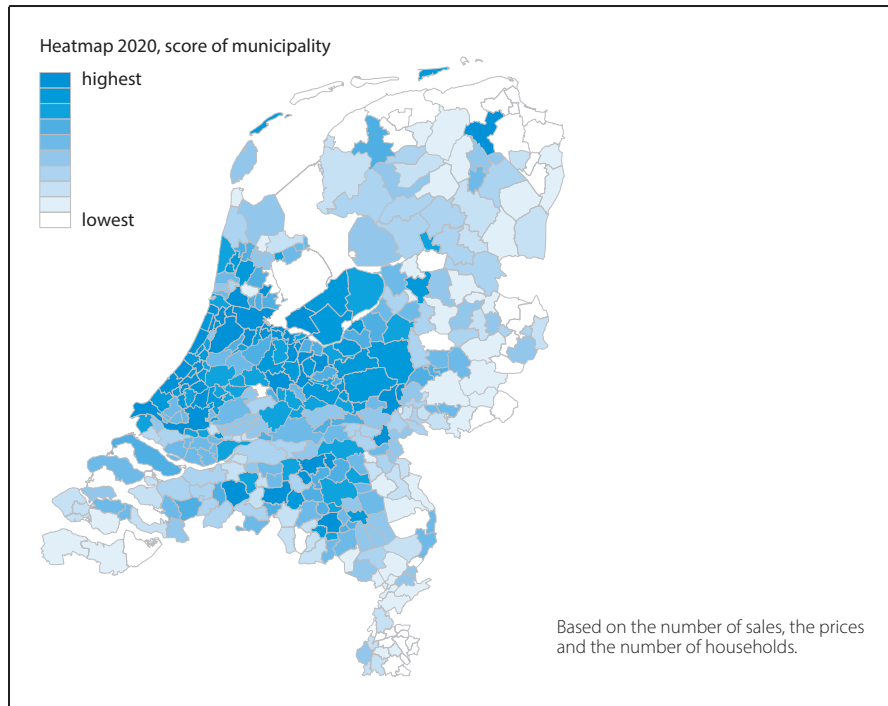 Heatmap 2020, score of municipality
highest
lowest
Based on the number of sales, the prices
and the number of households.